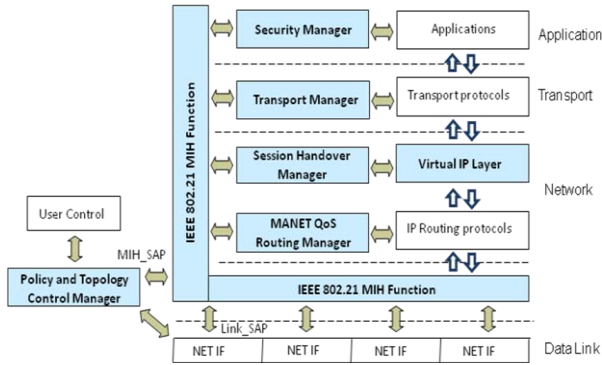 Security Manager
Applications
Application
Transport Manager
Transport protocols
Transport
IEEE 802.21 MIH Function
Session Handover
Manager
Virtual IP Layer
Network
User Control
MANET QoS
Routing Manager
IP Routing protocols
MIH_SAP
Policy and Topology
Control Manager
IEEE 802.21 MIH Function
Link_SAP
NET IF
NET IF
NET IF
NET IF
Data Link